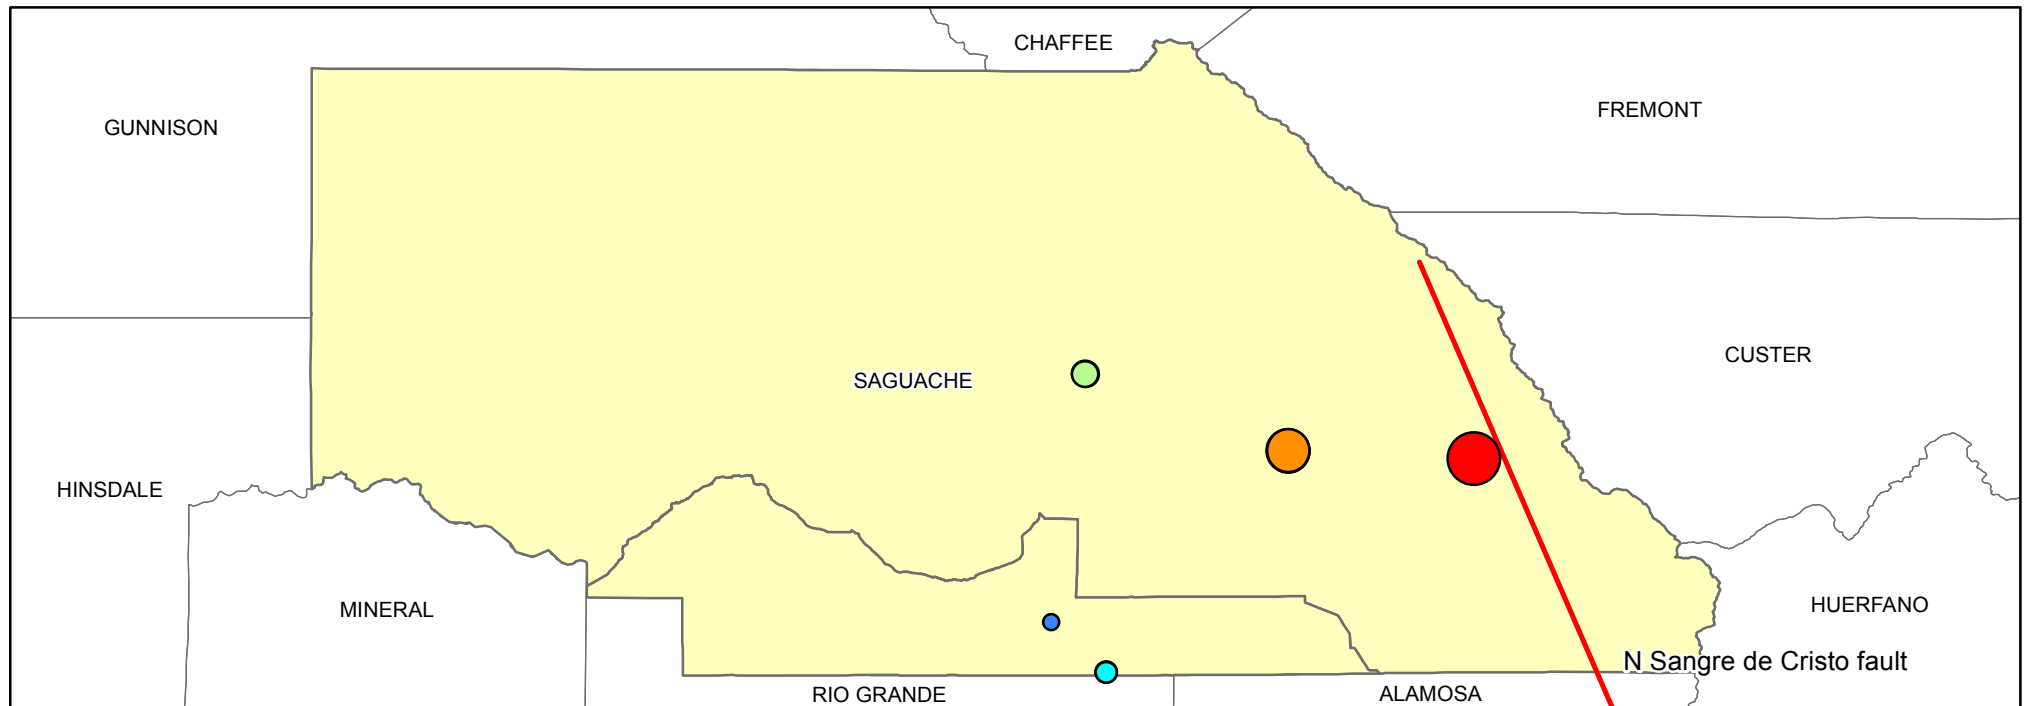 CHAFFEE
FREMONT
GUNNISON
CUSTER
SAGUACHE
HINSDALE
HUERFANO
MINERAL
N Sangre de Cristo fault
RIO GRANDE
ALAMOSA